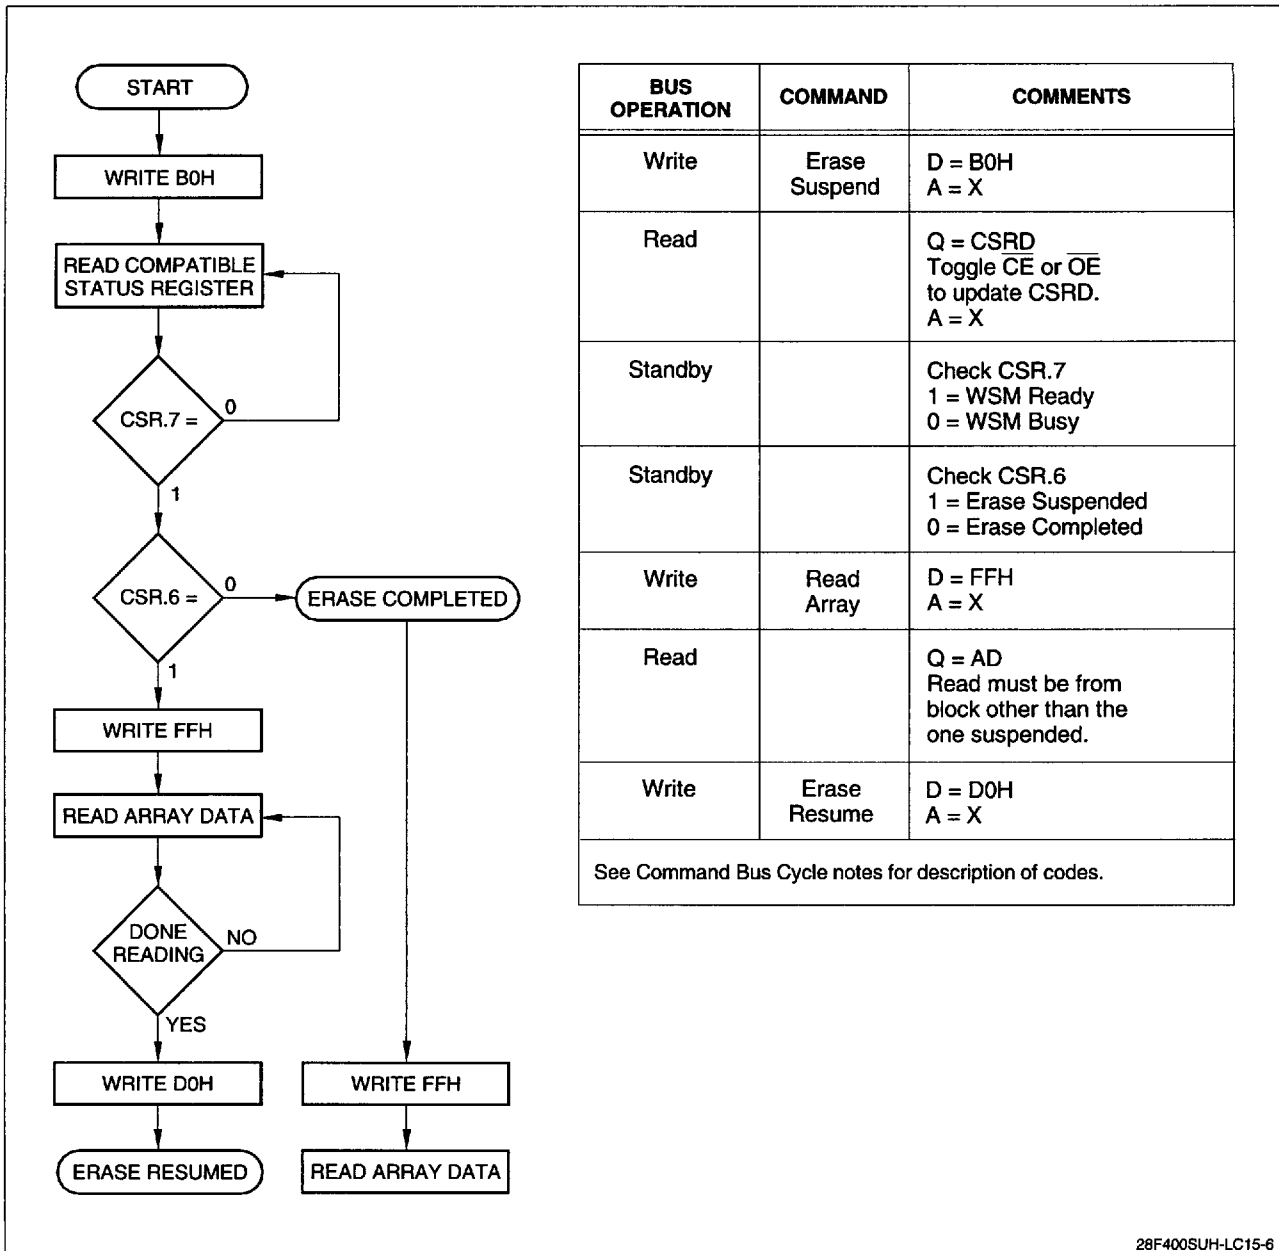 START
WRITE B0H
READ COMPATIBLE
STATUS REGISTER
CSR.7 =
0
1
CSR.6 =
0
ERASE COMPLETED
1
WRITE FFH
READ ARRAY DATA
DONE
READING
NO
YES
WRITE D0H
WRITE FFH
ERASE RESUMED
READ ARRAY DATA
BUS
OPERATION
COMMAND
COMMENTS
Write
Erase
Suspend
D = B0H
A = X
Read
Q = CSRD
Toggle C̅E̅ or O̅E̅
to update CSRD.
A = X
Standby
Check CSR.7
1 = WSM Ready
0 = WSM Busy
Standby
Check CSR.6
1 = Erase Suspended
0 = Erase Completed
Write
Read
Array
D = FFH
A = X
Read
Q = AD
Read must be from
block other than the
one suspended.
Write
Erase
Resume
D = D0H
A = X
See Command Bus Cycle notes for description of codes.
28F400SUH-LC15-6